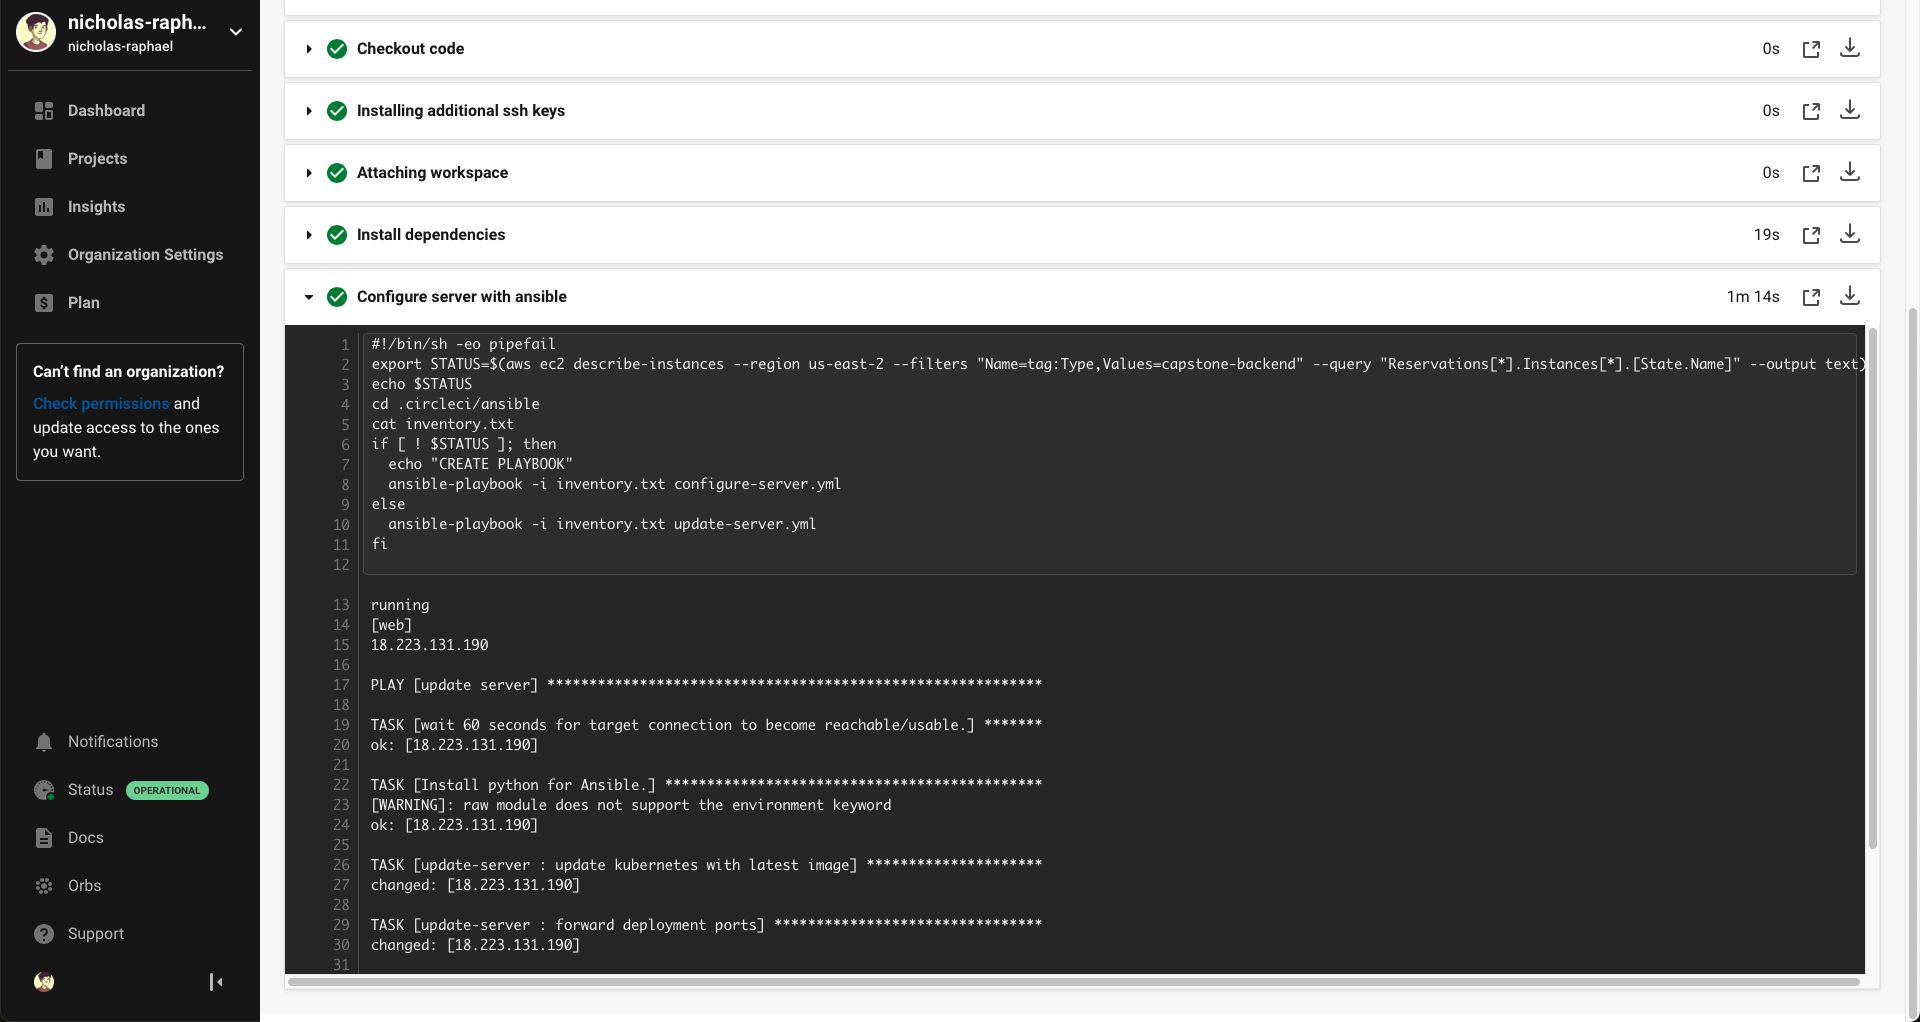 nicholas-raph...
nicholas-raphael
Dashboard
Projects
Insights
Organization Settings
Plan
Can't find an organization?
Check permissions and
update access to the ones
you want.
Notifications
Status OPERATIONAL
Docs
Orbs
Support
Checkout code 0s
Installing additional ssh keys 0s
Attaching workspace 0s
Install dependencies 19s
Configure server with ansible 1m 14s
1 #!/bin/sh -eo pipefail
2 export STATUS=$(aws ec2 describe-instances --region us-east-2 --filters "Name=tag:Type,Values=capstone-backend" --query "Reservations[*].Instances[*].[State.Name]" --output text)
3 echo $STATUS
4 cd .circleci/ansible
5 cat inventory.txt
6 if [ ! $STATUS ]; then
7   echo "CREATE PLAYBOOK"
8   ansible-playbook -i inventory.txt configure-server.yml
9 else
10   ansible-playbook -i inventory.txt update-server.yml
11 fi
12
13 running
14 [web]
15 18.223.131.190
16
17 PLAY [update server] ***********************************************************
18
19 TASK [wait 60 seconds for target connection to become reachable/usable.] *******
20 ok: [18.223.131.190]
21
22 TASK [Install python for Ansible.] *********************************************
23 [WARNING]: raw module does not support the environment keyword
24 ok: [18.223.131.190]
25
26 TASK [update-server : update kubernetes with latest image] *********************
27 changed: [18.223.131.190]
28
29 TASK [update-server : forward deployment ports] ********************************
30 changed: [18.223.131.190]
31